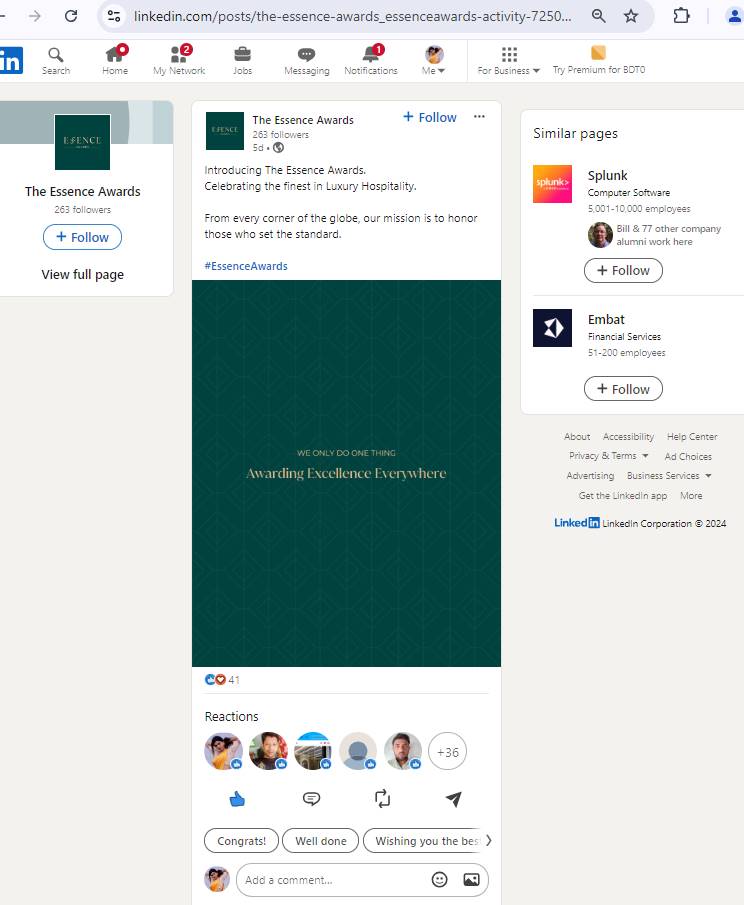 linkedin.com/posts/the-essence-awards_essenceawards-activity-7250...
in
Search
Home
2
My Network
Jobs
Messaging
1
Notifications
Me
For Business
Try Premium for BDT0
ESSENCE
The Essence Awards
263 followers
+ Follow
View full page
ESSENCE
The Essence Awards
263 followers
5d •
+ Follow
Introducing The Essence Awards.
Celebrating the finest in Luxury Hospitality.
From every corner of the globe, our mission is to honor
those who set the standard.
#EssenceAwards
WE ONLY DO ONE THING
Awarding Excellence Everywhere
41
Reactions
+36
Congrats!
Well done
Wishing you the bes
Add a comment...
Similar pages
splunk>
Splunk
Computer Software
5,001-10,000 employees
Bill & 77 other company
alumni work here
+ Follow
Embat
Financial Services
51-200 employees
+ Follow
About Accessibility Help Center
Privacy & Terms Ad Choices
Advertising Business Services
Get the LinkedIn app More
LinkedIn LinkedIn Corporation © 2024